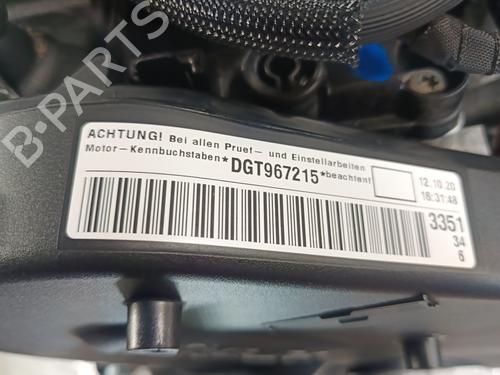 ACHTUNG! Bei allen Pruef- und Einstellarbeiten
Motor-Kennbuchstaben*DGT967215*beachten!
12.10.20
16:31:48
3351
34
6
B-PARTS